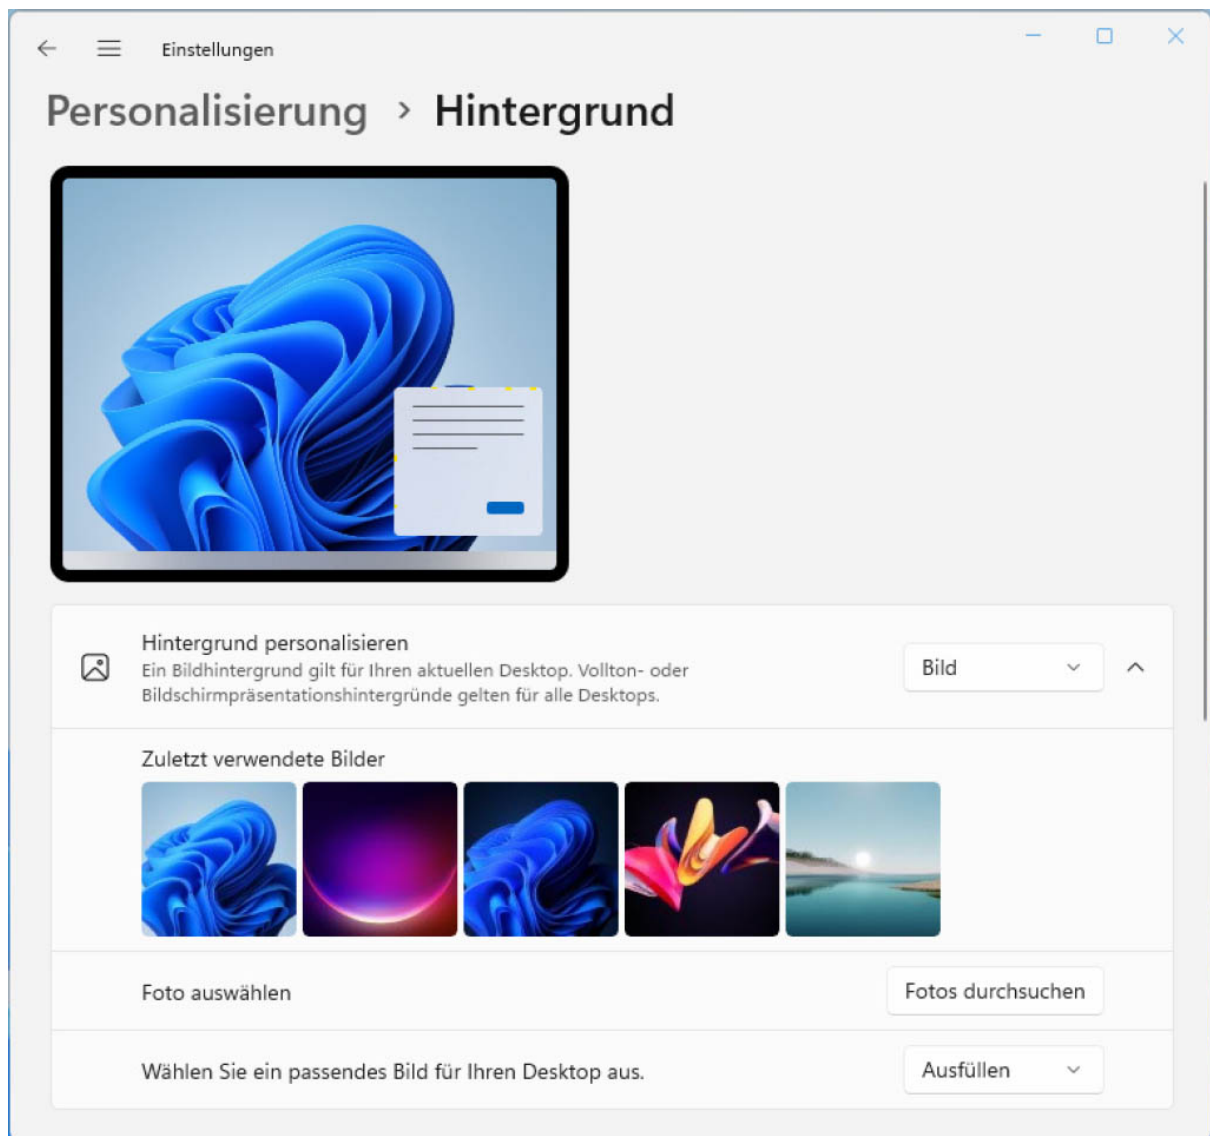 Einstellungen
Personalisierung > Hintergrund
Hintergrund personalisieren
Ein Bildhintergrund gilt für Ihren aktuellen Desktop. Vollton- oder
Bildschirmpräsentationshintergründe gelten für alle Desktops.
Bild
Zuletzt verwendete Bilder
Foto auswählen
Fotos durchsuchen
Wählen Sie ein passendes Bild für Ihren Desktop aus.
Ausfüllen